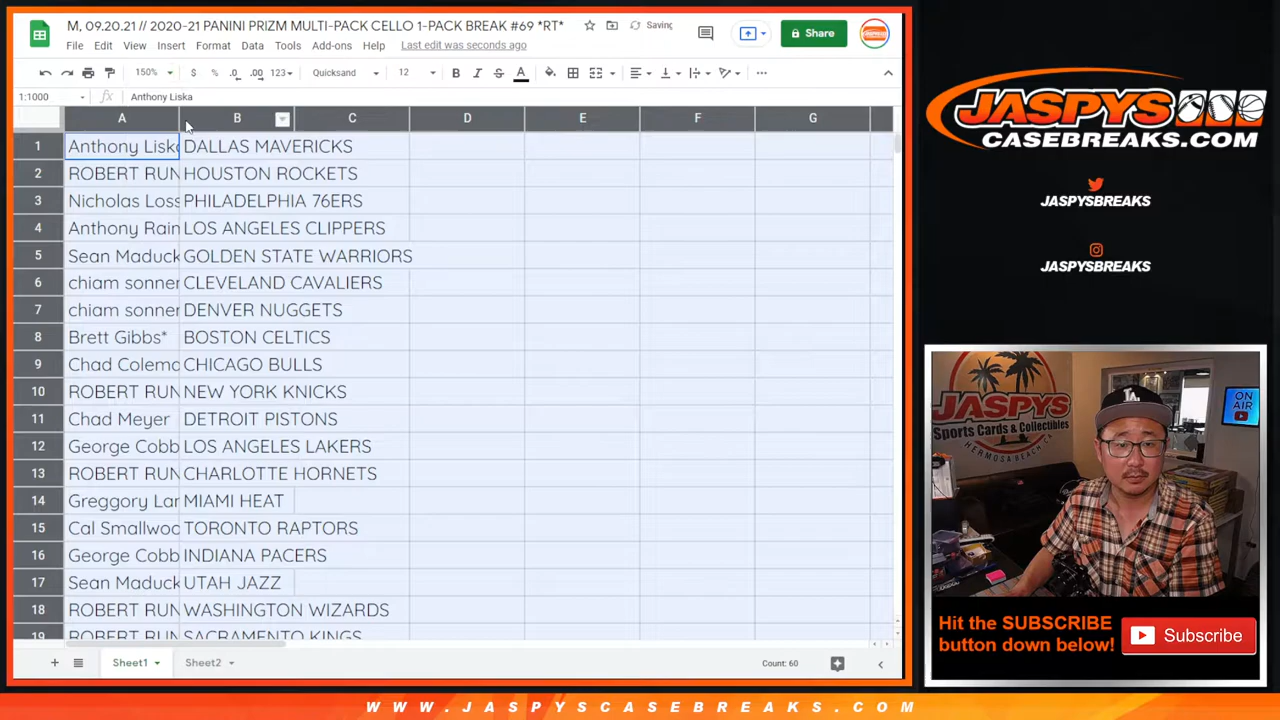 M, 09.20.21 // 2020-21 PANINI PRIZM MULTI-PACK CELLO 1-PACK BREAK #69 *RT*
Saving
File Edit View Insert Format Data Tools Add-ons Help Last edit was seconds ago
Share
150% $ % .0 .00 123 Quicksand 12 B I S A
1:1000 fx Anthony Liska
A B C D E F G
1 Anthony Liska DALLAS MAVERICKS
2 ROBERT RUN HOUSTON ROCKETS
3 Nicholas Loss PHILADELPHIA 76ERS
4 Anthony Rain LOS ANGELES CLIPPERS
5 Sean Maduck GOLDEN STATE WARRIORS
6 chiam sonner CLEVELAND CAVALIERS
7 chiam sonner DENVER NUGGETS
8 Brett Gibbs* BOSTON CELTICS
9 Chad Colema CHICAGO BULLS
10 ROBERT RUN NEW YORK KNICKS
11 Chad Meyer DETROIT PISTONS
12 George Cobb LOS ANGELES LAKERS
13 ROBERT RUN CHARLOTTE HORNETS
14 Greggory Lar MIAMI HEAT
15 Cal Smallwoo TORONTO RAPTORS
16 George Cobb INDIANA PACERS
17 Sean Maduck UTAH JAZZ
18 ROBERT RUN WASHINGTON WIZARDS
19 ROBERT RUN SACRAMENTO KINGS
Sheet1 Sheet2 Count: 60
JASPYS
CASEBREAKS.COM
JASPYSBREAKS
JASPYSBREAKS
JASPYS
Sports Cards & Collectibles
HERMOSA BEACH, CA
LA
ON
AIR
Hit the SUBSCRIBE
button down below!
Subscribe
WWW.JASPYSCASEBREAKS.COM